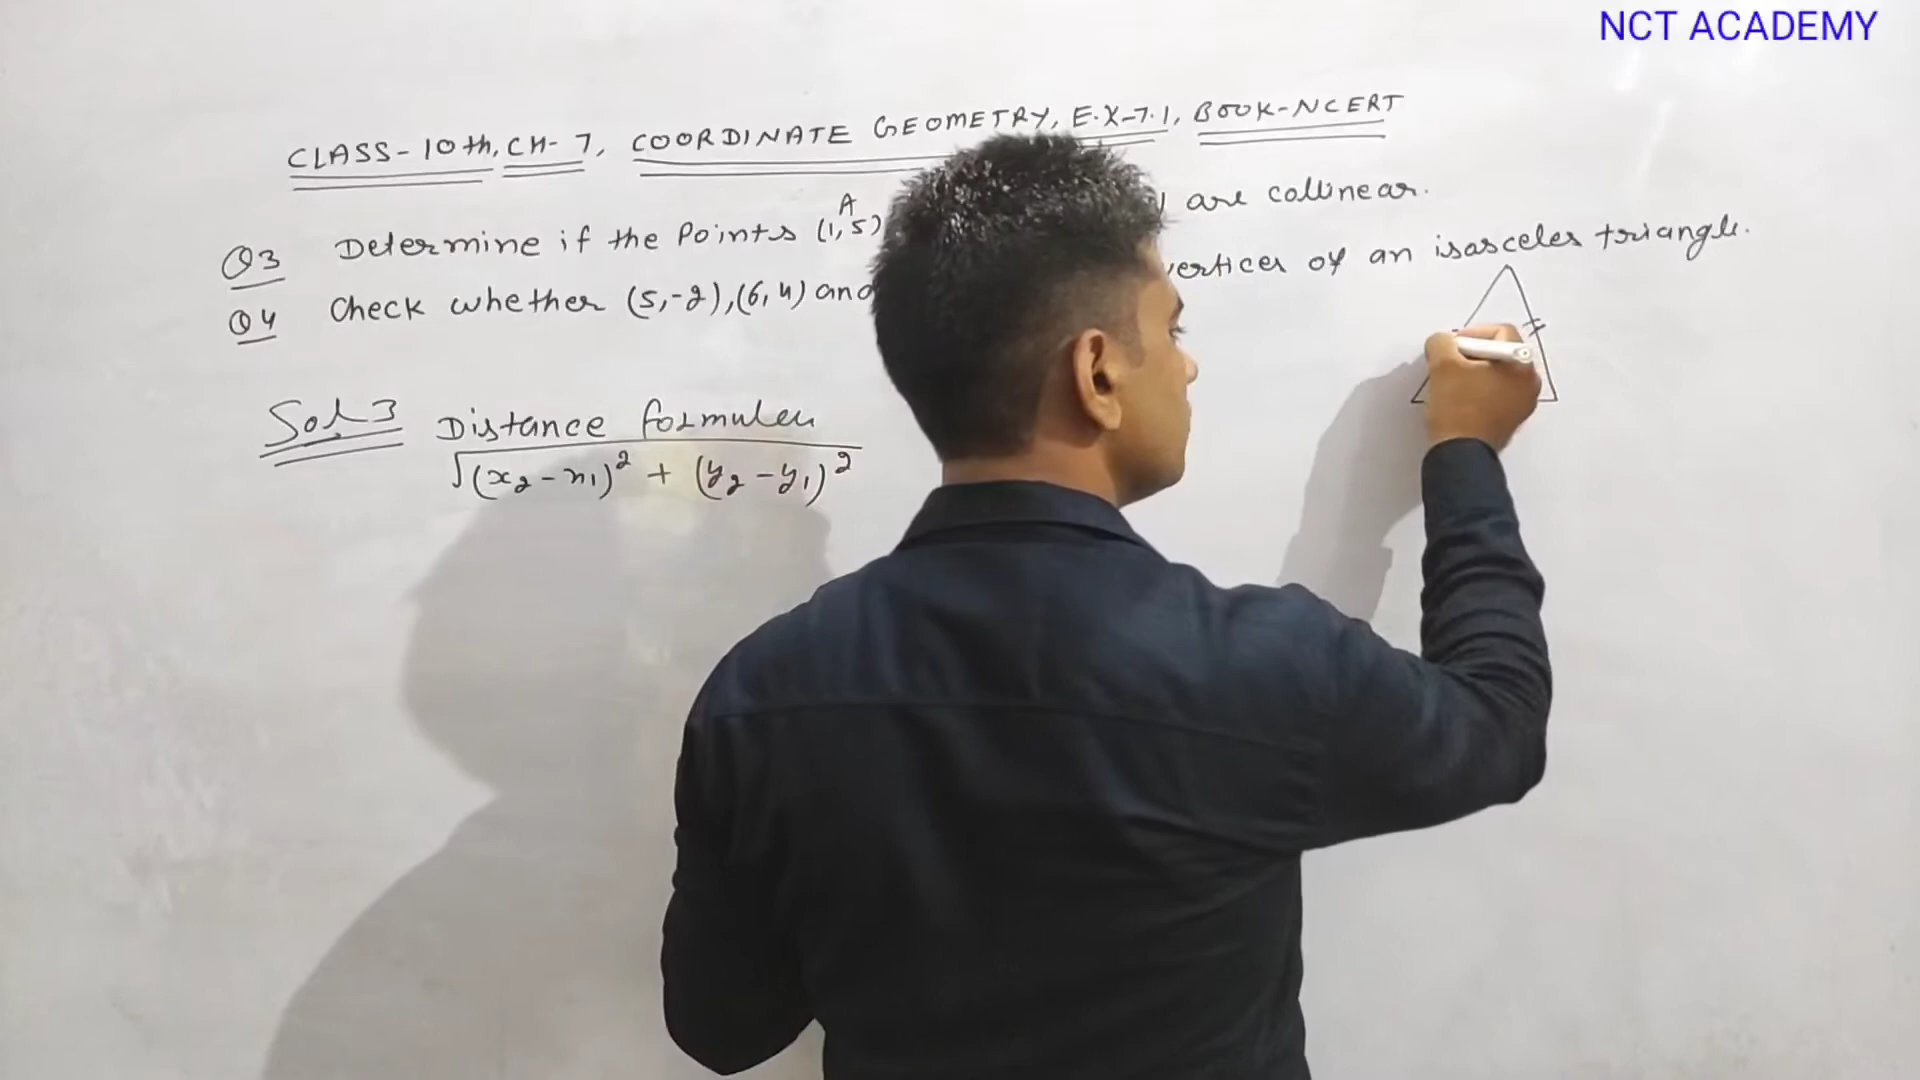 NCT ACADEMY
CLASS-10th, CH-7, COORDINATE GEOMETRY, E.X-7.1, BOOK-NCERT
A
Q3 Determine if the Points (1,5) are collinear.
Q4 Check whether (5,-2),(6,4) and vertices of an isasceles triangle.
Sol 3 Distance formulea
√(x₂-x₁)² + (y₂-y₁)²